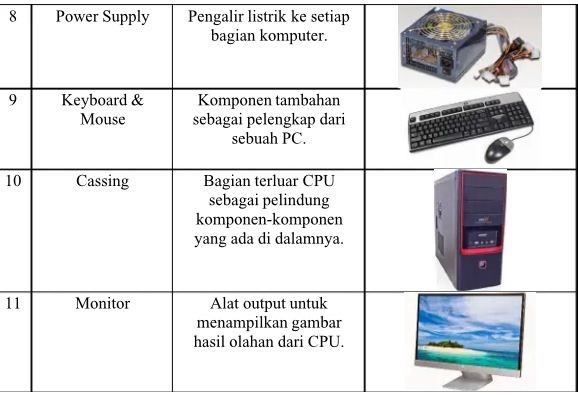 8 Power Supply Pengalir listrik ke setiap
bagian komputer.
9 Keyboard & Komponen tambahan
Mouse sebagai pelengkap dari
sebuah PC.
10 Cassing Bagian terluar CPU
sebagai pelindung
komponen-komponen
yang ada di dalamnya.
11 Monitor Alat output untuk
menampilkan gambar
hasil olahan dari CPU.